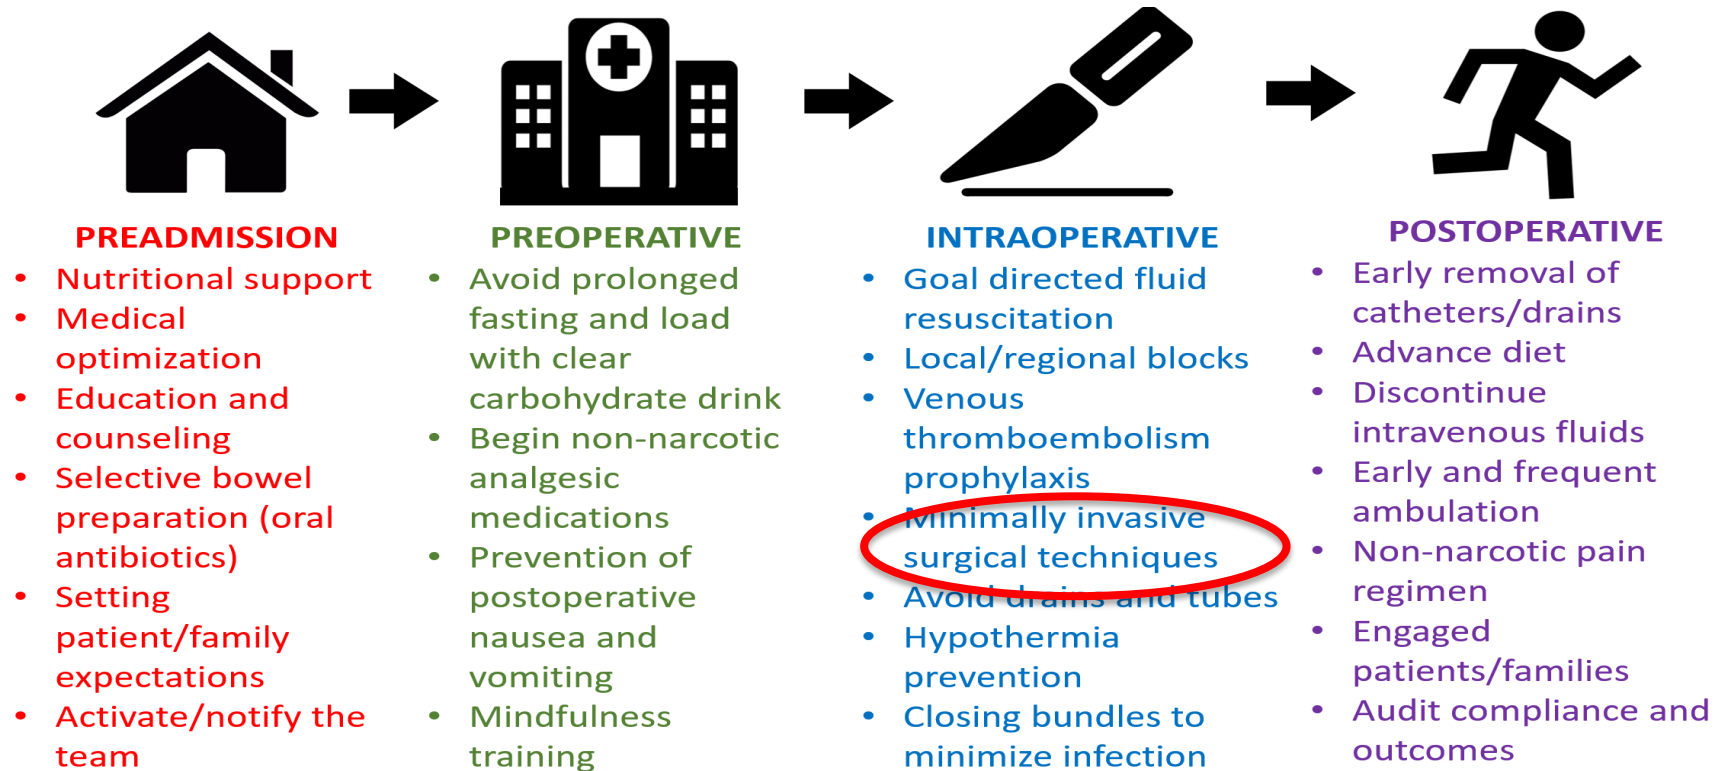 PREADMISSION
• Nutritional support
• Medical
optimization
• Education and
counseling
• Selective bowel
preparation (oral
antibiotics)
• Setting
patient/family
expectations
• Activate/notify the
team
PREOPERATIVE
• Avoid prolonged
fasting and load
with clear
carbohydrate drink
• Begin non-narcotic
analgesic
medications
• Prevention of
postoperative
nausea and
vomiting
• Mindfulness
training
INTRAOPERATIVE
• Goal directed fluid
resuscitation
• Local/regional blocks
• Venous
thromboembolism
prophylaxis
• Minimally invasive
surgical techniques
• Avoid drains and tubes
• Hypothermia
prevention
• Closing bundles to
minimize infection
POSTOPERATIVE
• Early removal of
catheters/drains
• Advance diet
• Discontinue
intravenous fluids
• Early and frequent
ambulation
• Non-narcotic pain
regimen
• Engaged
patients/families
• Audit compliance and
outcomes